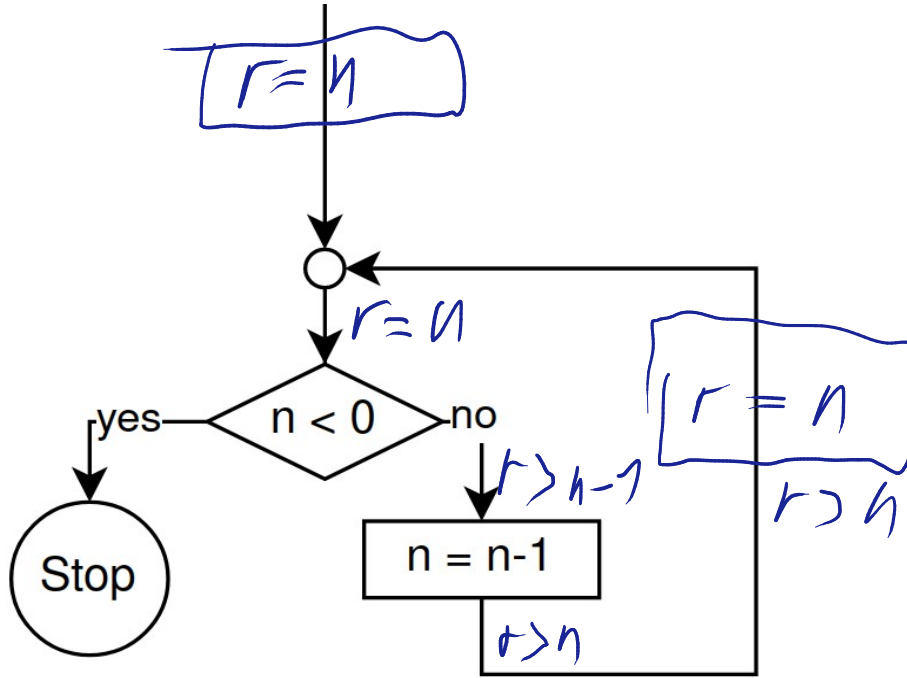 r = n
r = n
n < 0
yes
no
r = n
r > n-1
r > n
n = n-1
Stop
r > n